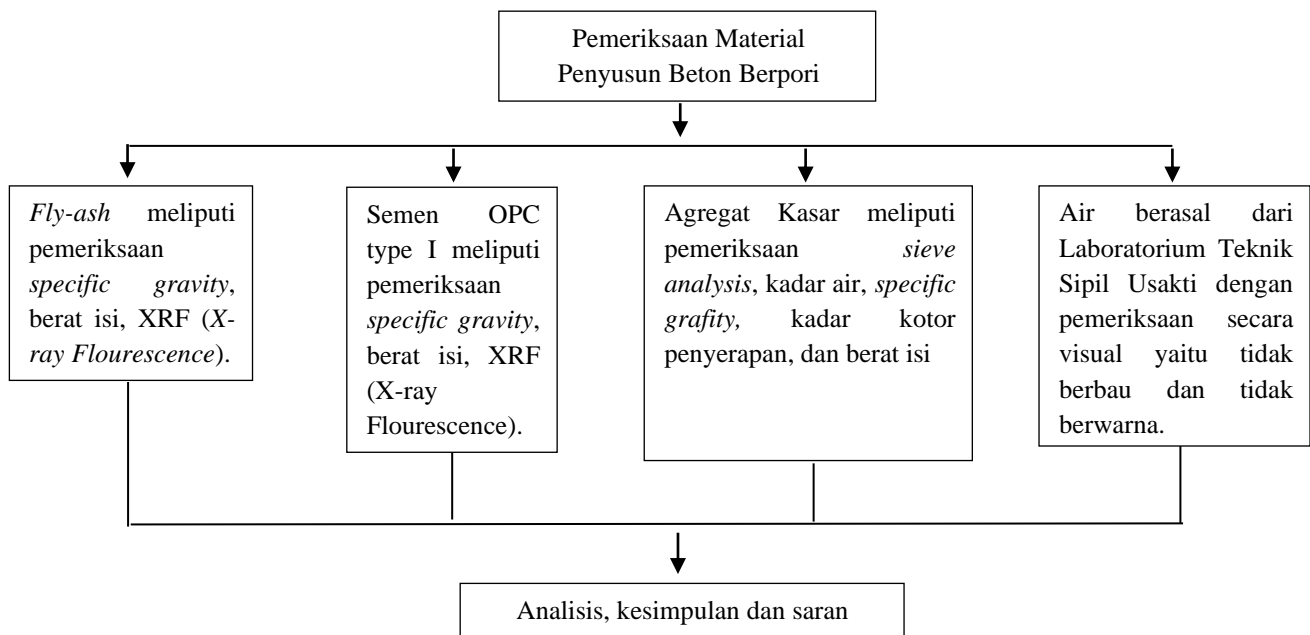 Pemeriksaan Material
Penyusun Beton Berpori
Fly-ash meliputi
pemeriksaan
specific gravity,
berat isi, XRF (X-
ray Flourescence).
Semen OPC
type I meliputi
pemeriksaan
specific gravity,
berat isi, XRF
(X-ray
Flourescence).
Agregat Kasar meliputi
pemeriksaan sieve
analysis, kadar air, specific
grafity, kadar kotor
penyerapan, dan berat isi
Air berasal dari
Laboratorium Teknik
Sipil Usakti dengan
pemeriksaan secara
visual yaitu tidak
berbau dan tidak
berwarna.
Analisis, kesimpulan dan saran